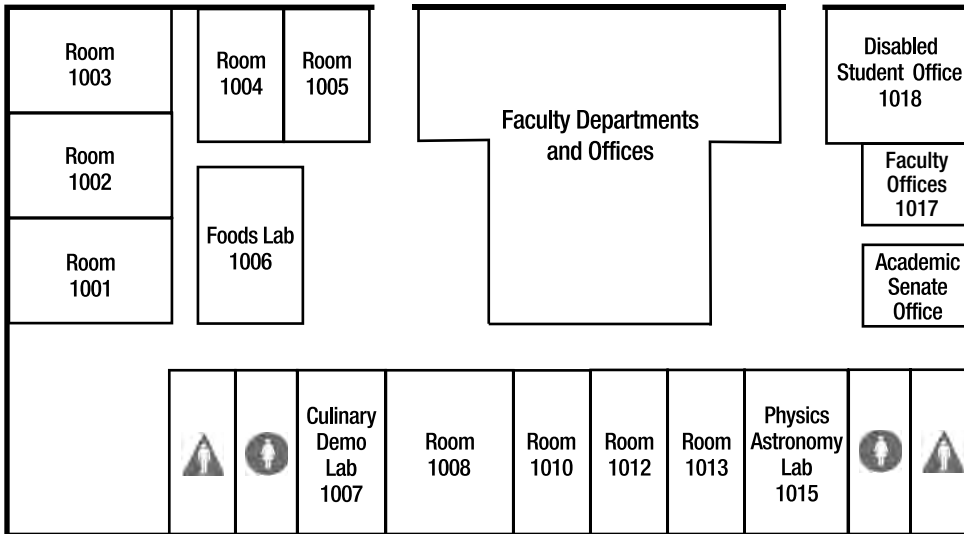 Room
1003
Room
1004
Room
1005
Faculty Departments
and Offices
Disabled
Student Office
1018
Room
1002
Faculty
Offices
1017
Room
1001
Foods Lab
1006
Academic
Senate
Office
Culinary
Demo
Lab
1007
Room
1008
Room
1010
Room
1012
Room
1013
Physics
Astronomy
Lab
1015